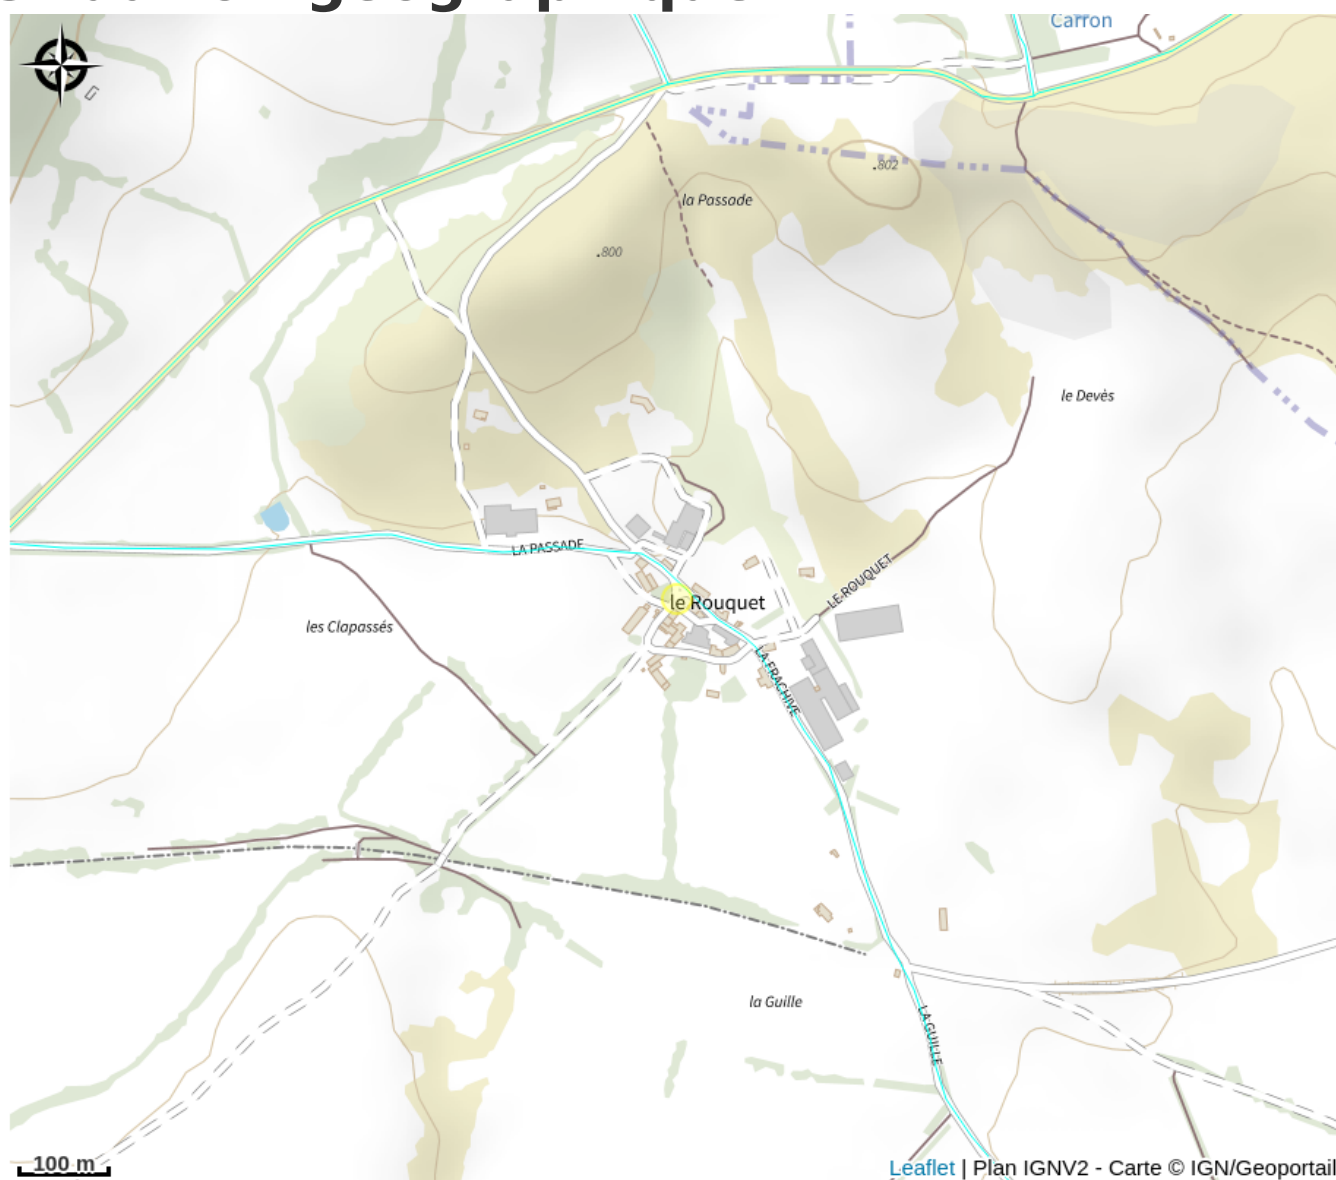 Carron
.802
la Passade
.800
le Devès
LA PASSADE
LE ROUQUET
le Rouquet
les Clapassés
LA FRACHIVE
la Guille
LA GUILLE
100 m
Leaflet | Plan IGNV2 - Carte © IGN/Geoportail